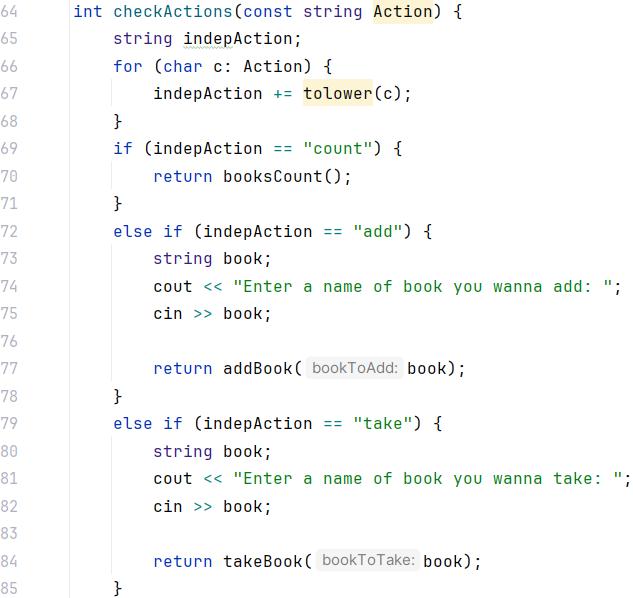 64 int checkActions(const string Action) {
65 string indepAction;
66 for (char c: Action) {
67 indepAction += tolower(c);
68 }
69 if (indepAction == "count") {
70 return booksCount();
71 }
72 else if (indepAction == "add") {
73 string book;
74 cout << "Enter a name of book you wanna add: ";
75 cin >> book;
76
77 return addBook( bookToAdd: book);
78 }
79 else if (indepAction == "take") {
80 string book;
81 cout << "Enter a name of book you wanna take: ";
82 cin >> book;
83
84 return takeBook( bookToTake: book);
85 }